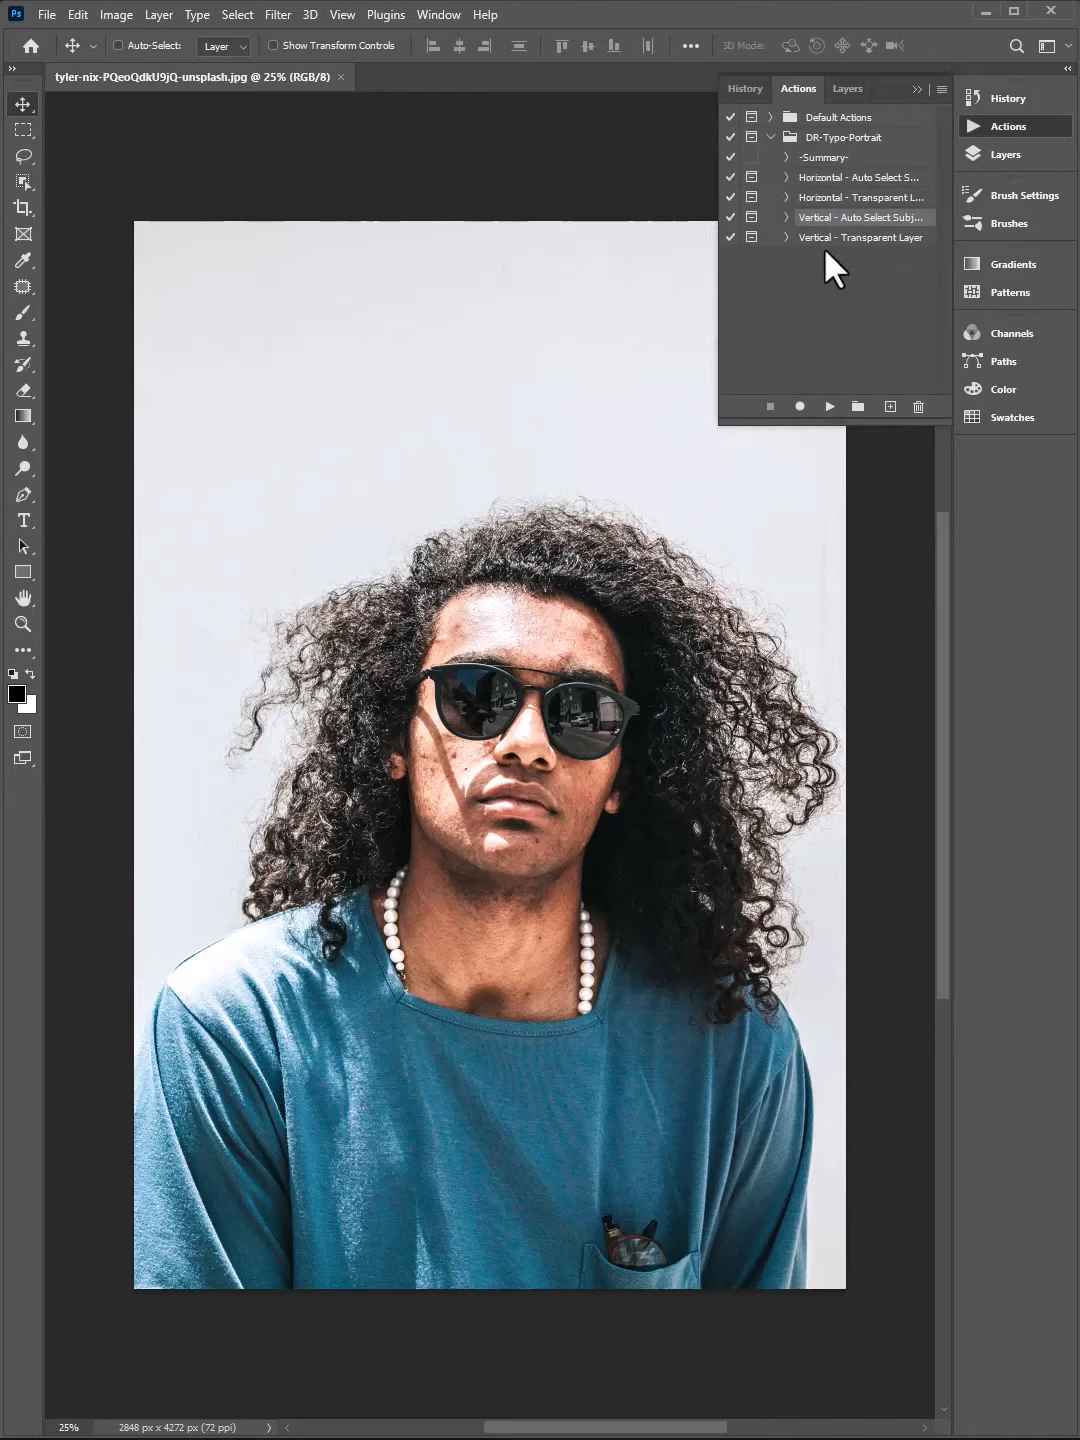 Ps File Edit Image Layer Type Select Filter 3D View Plugins Window Help
Auto-Select: Layer Show Transform Controls 3D Mode:
tyler-nix-PQeoQdkU9jQ-unsplash.jpg @ 25% (RGB/8)
History Actions Layers
Default Actions
DR-Typo-Portrait
-Summary-
Horizontal - Auto Select S...
Horizontal - Transparent L...
Vertical - Auto Select Subj...
Vertical - Transparent Layer
History
Actions
Layers
Brush Settings
Brushes
Gradients
Patterns
Channels
Paths
Color
Swatches
25% 2848 px x 4272 px (72 ppi)